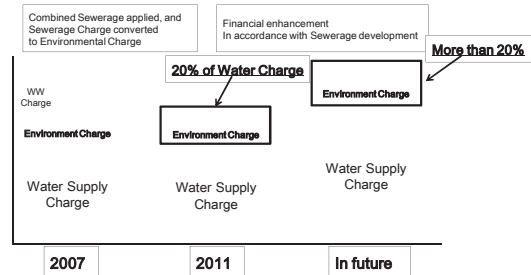 Combined Sewerage applied, and
Sewerage Charge converted
to Environmental Charge
Financial enhancement
In accordance with Sewerage development
More than 20%
20% of Water Charge
WW
Charge
Environment Charge
Water Supply
Charge
Environment Charge
Water Supply
Charge
Environment Charge
Water Supply
Charge
2007
2011
In future